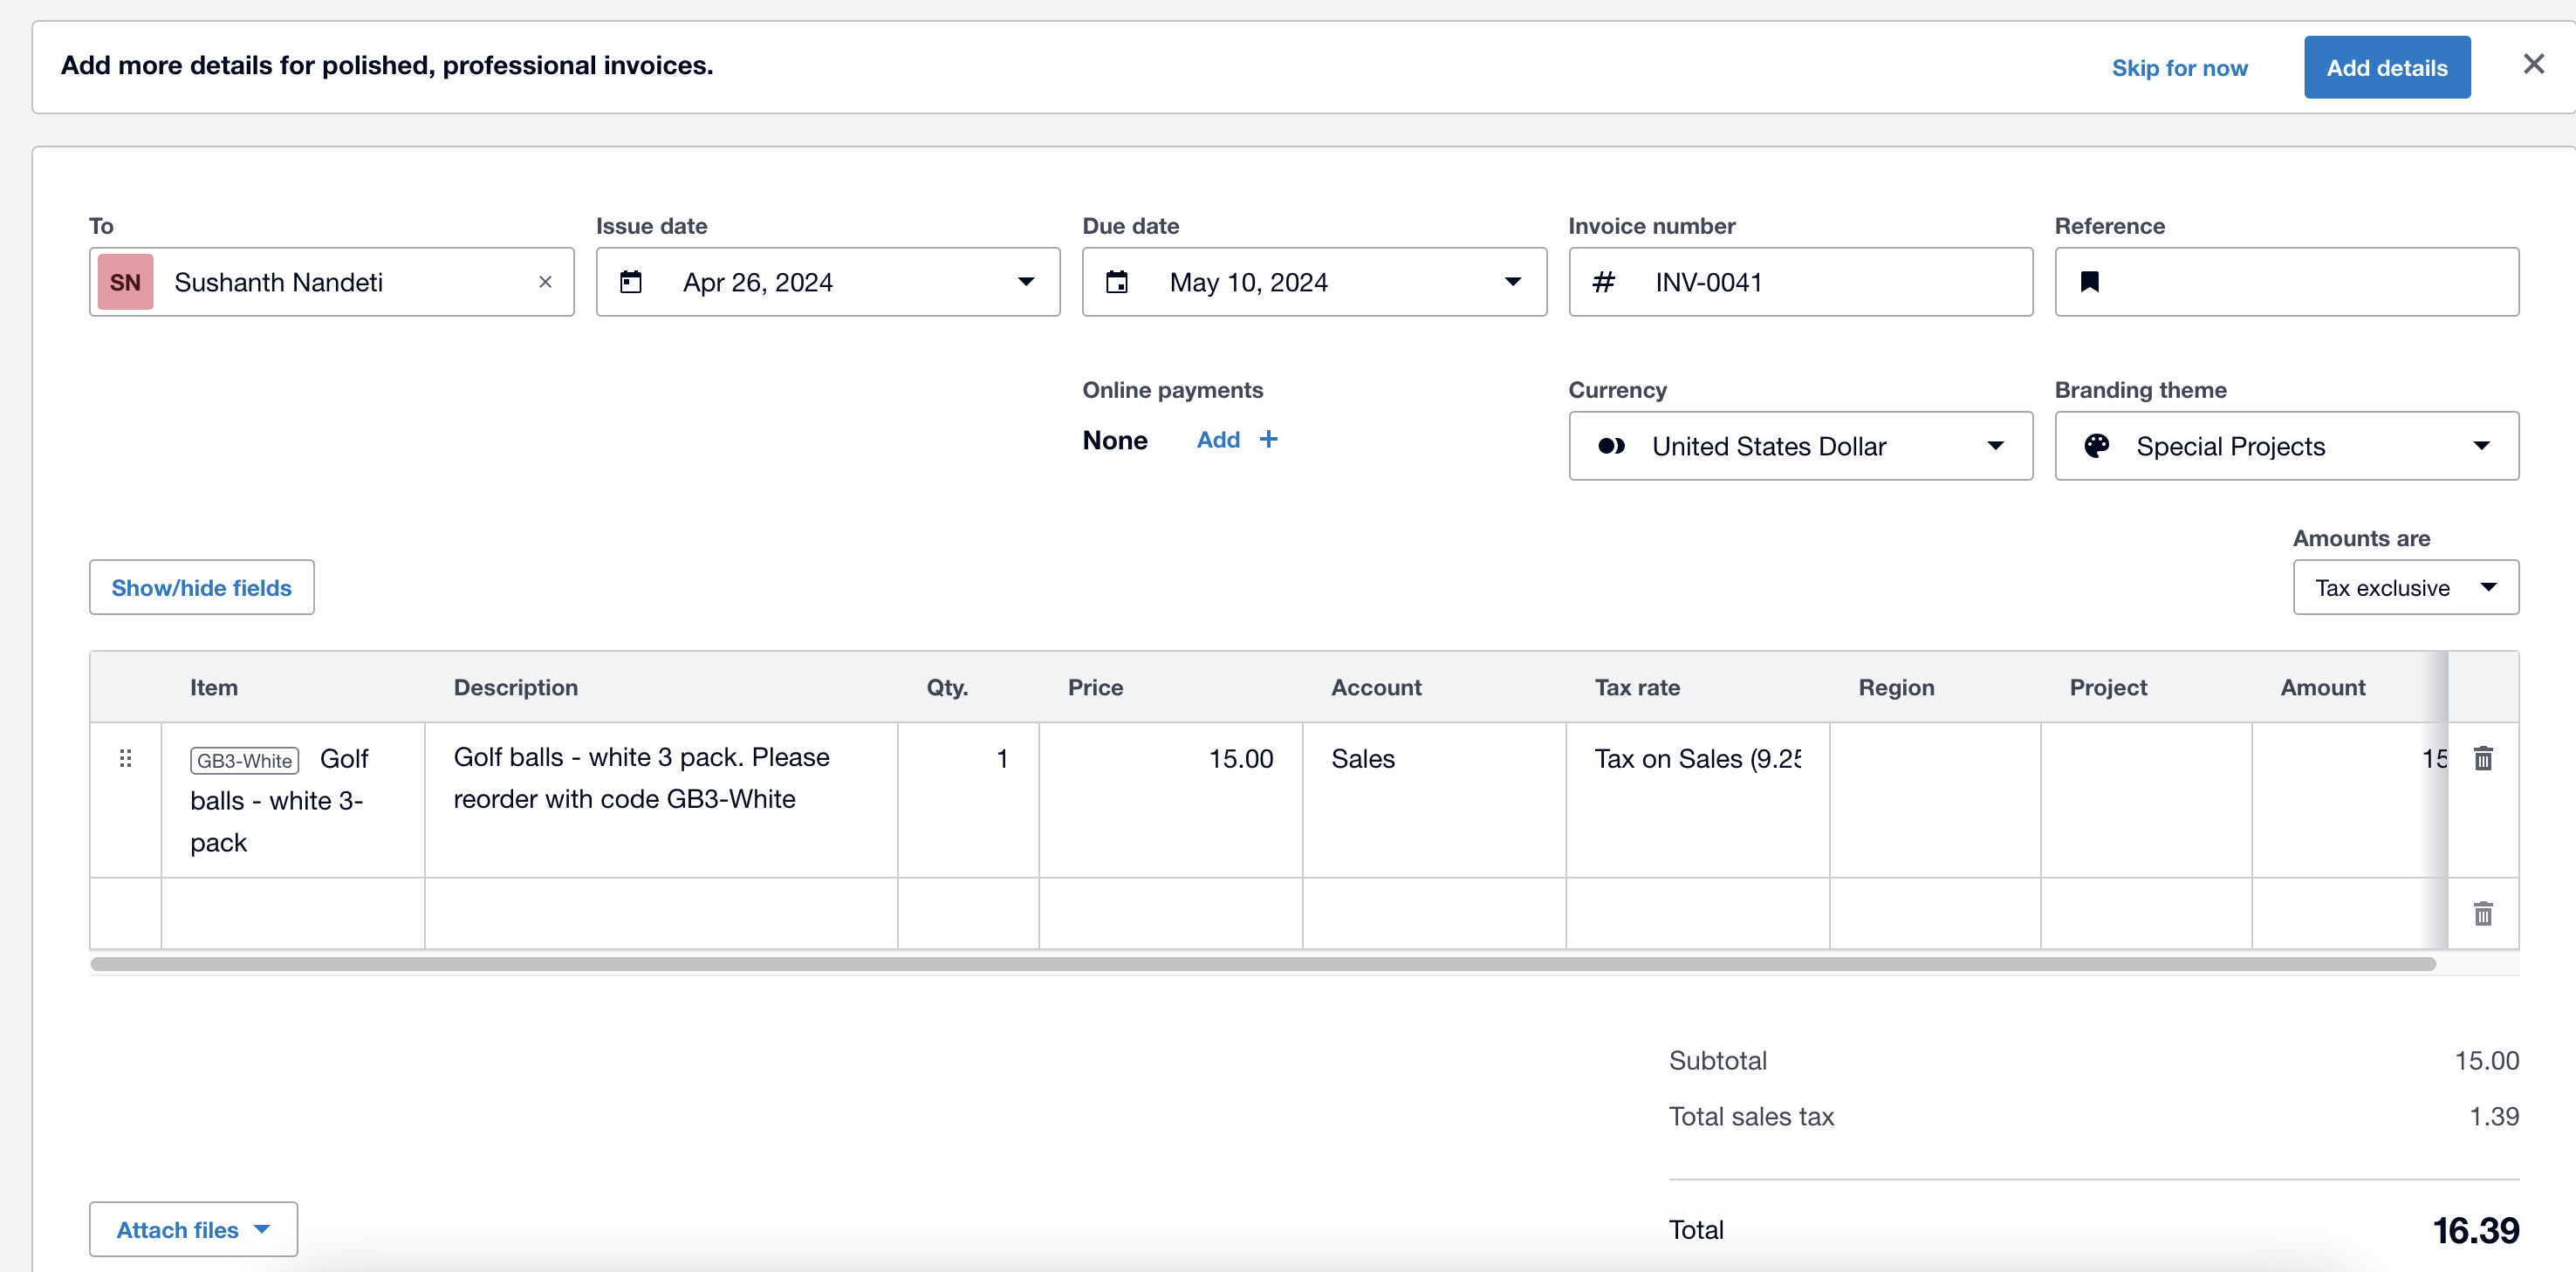 Add more details for polished, professional invoices.
Skip for now
Add details
To
Issue date
Due date
Invoice number
Reference
SN
Sushanth Nandeti
Apr 26, 2024
May 10, 2024
# INV-0041
Online payments
Currency
Branding theme
None
Add +
United States Dollar
Special Projects
Amounts are
Show/hide fields
Tax exclusive
Item
Description
Qty.
Price
Account
Tax rate
Region
Project
Amount
GB3-White Golf
balls - white 3-
pack
Golf balls - white 3 pack. Please
reorder with code GB3-White
1
15.00
Sales
Tax on Sales (9.25
15
Subtotal
15.00
Total sales tax
1.39
Attach files
Total
16.39